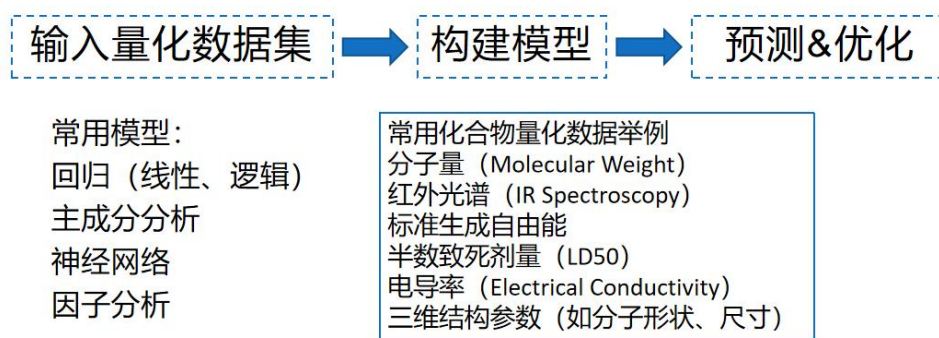 输入量化数据集
构建模型
预测&优化
常用模型：
回归（线性、逻辑）
主成分分析
神经网络
因子分析
常用化合物量化数据举例
分子量（Molecular Weight）
红外光谱（IR Spectroscopy）
标准生成自由能
半数致死剂量（LD50）
电导率（Electrical Conductivity）
三维结构参数（如分子形状、尺寸）